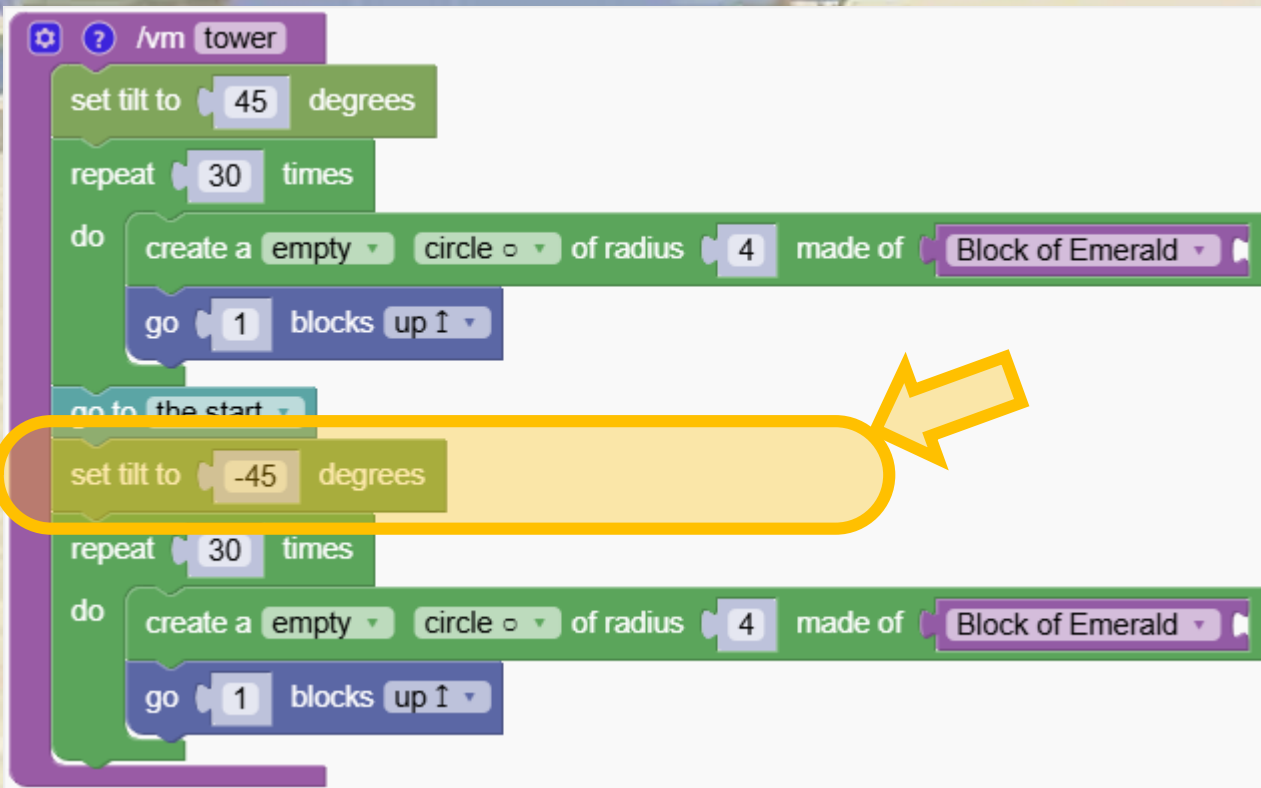 /vm tower
set tilt to 45 degrees
repeat 30 times
do create a empty circle ○ of radius 4 made of Block of Emerald
go 1 blocks up ↥
go to the start
set tilt to -45 degrees
repeat 30 times
do create a empty circle ○ of radius 4 made of Block of Emerald
go 1 blocks up ↥